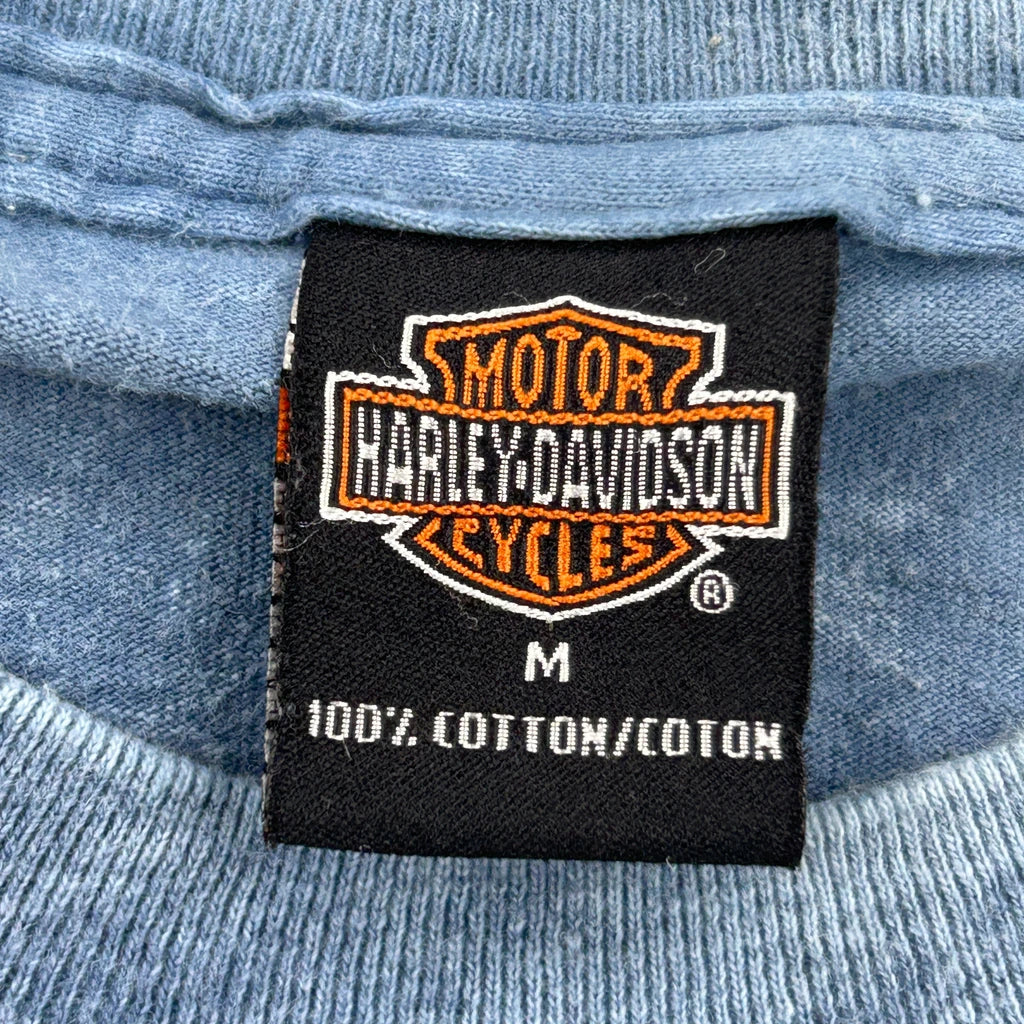 MOTOR
HARLEY-DAVIDSON
CYCLES
®
M
100% COTTON/COTON